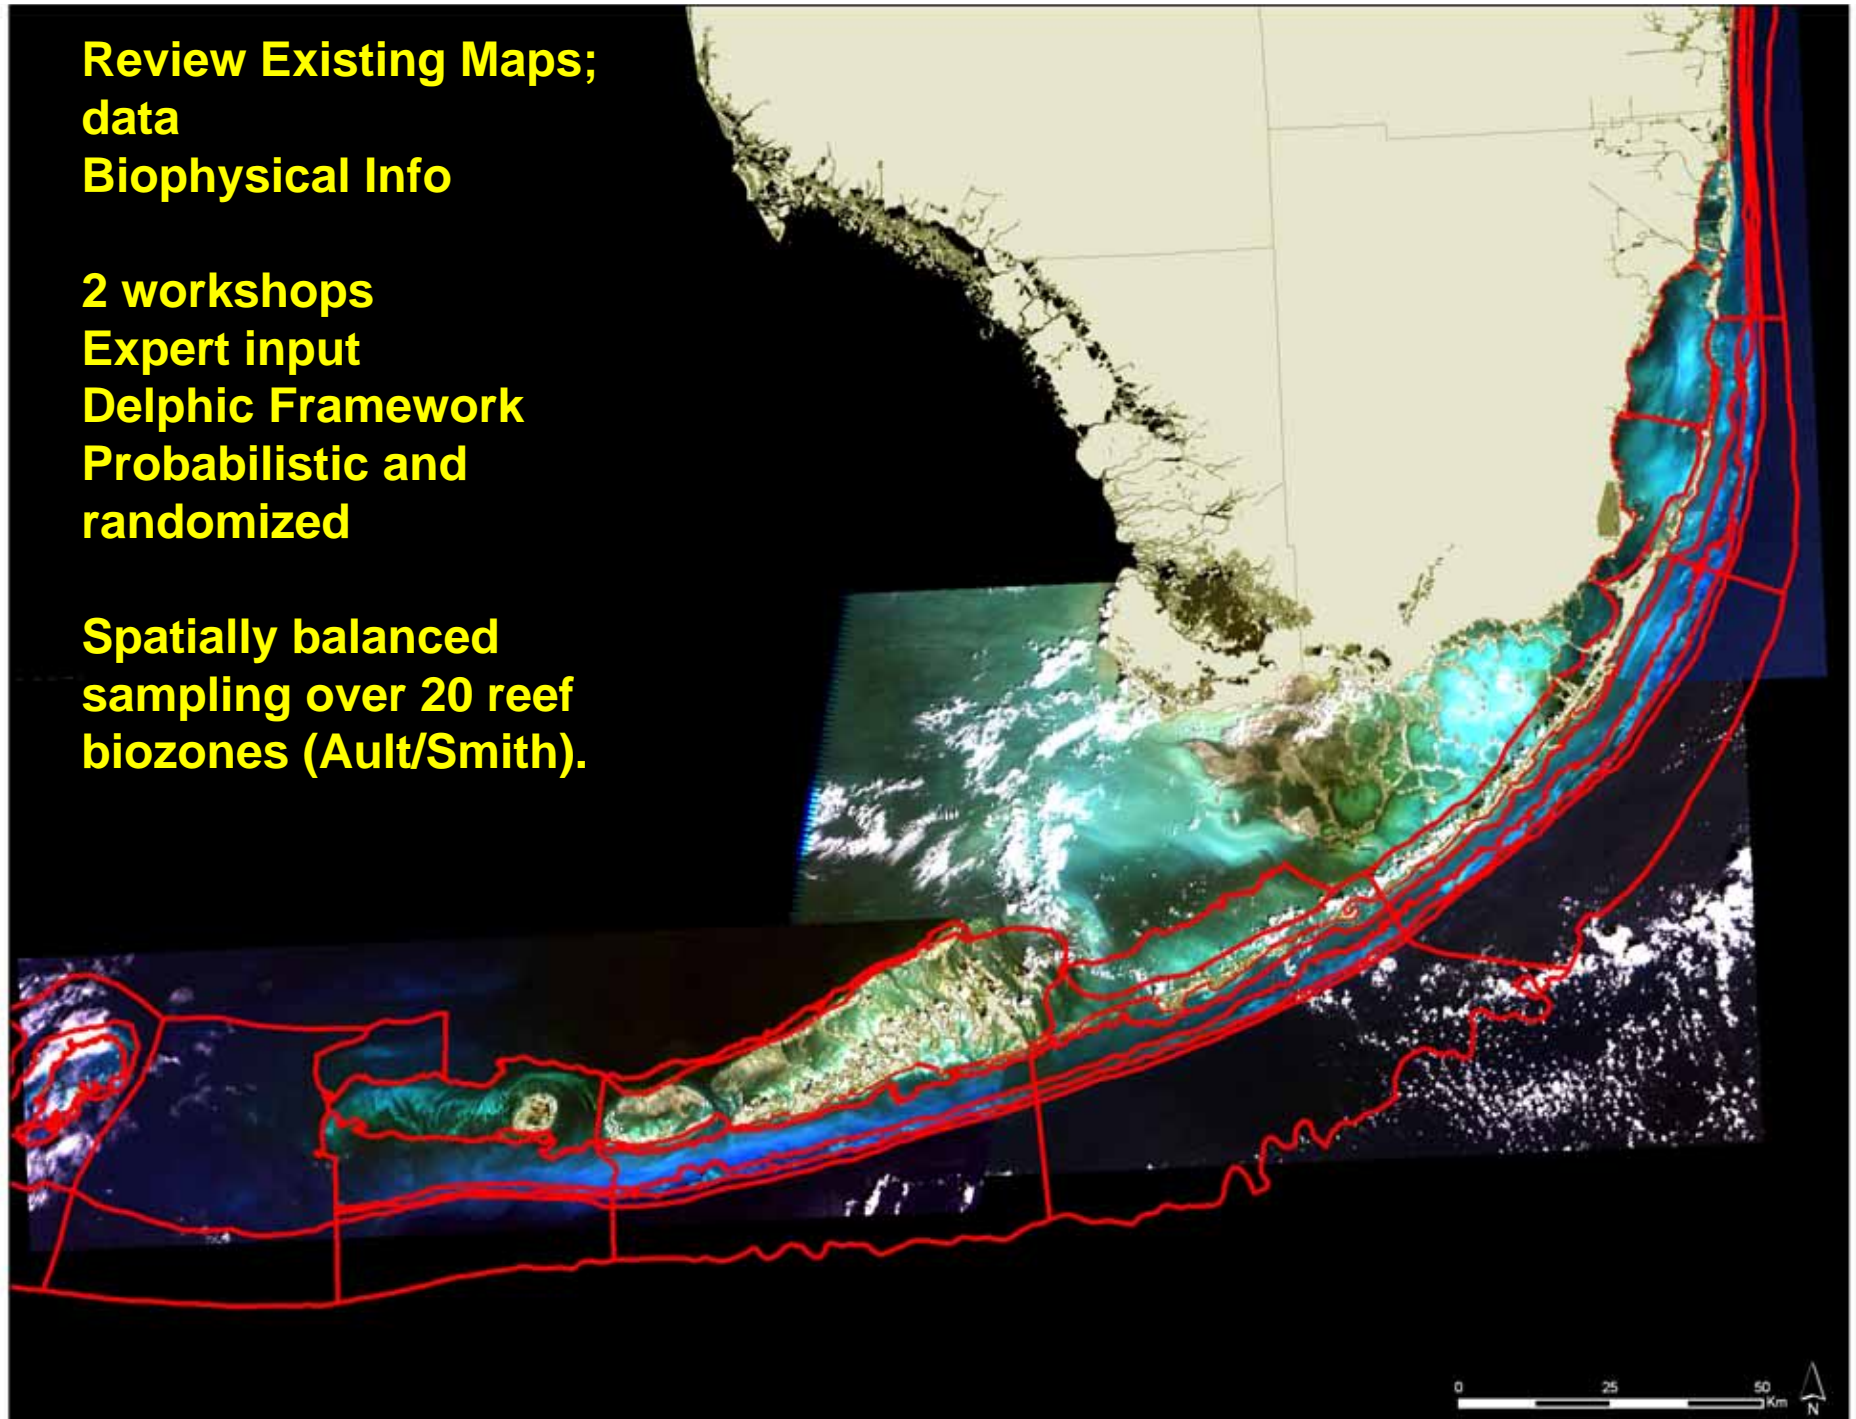 Review Existing Maps;
data
Biophysical Info
2 workshops
Expert input
Delphic Framework
Probabilistic and
randomized
Spatially balanced
sampling over 20 reef
biozones (Ault/Smith).
0 25 50
Km
N